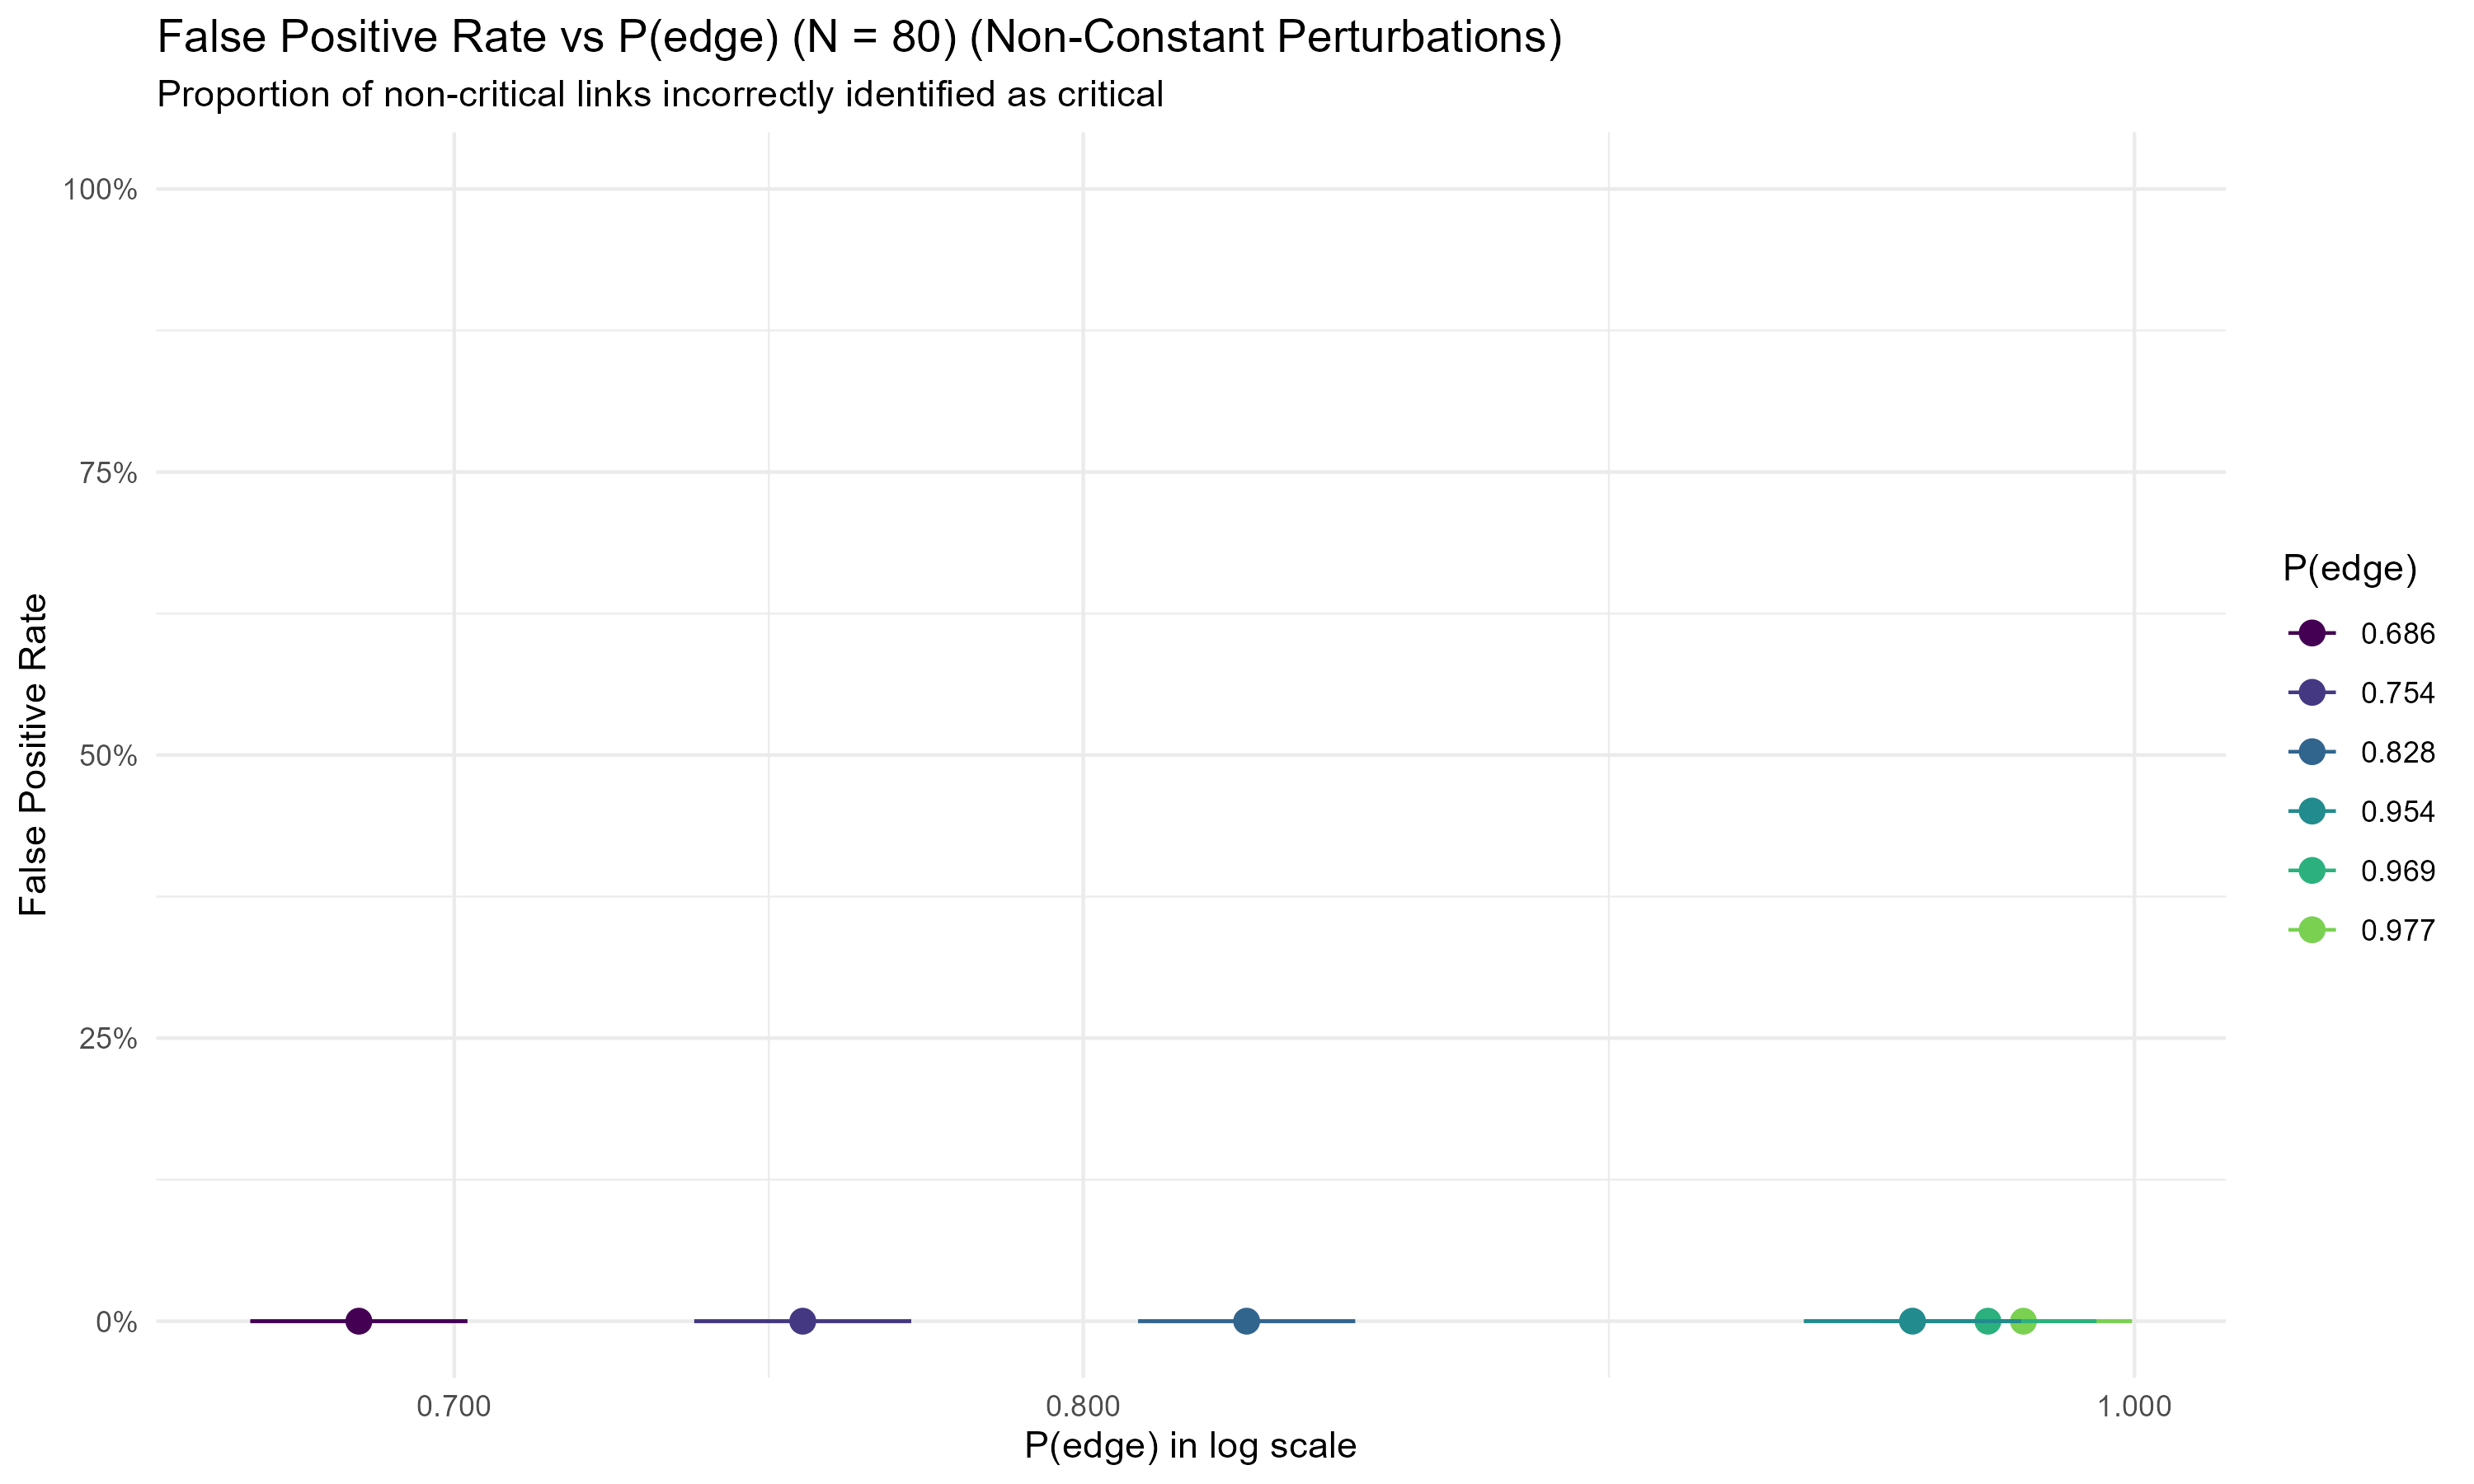 False Positive Rate vs P(edge) (N = 80) (Non-Constant Perturbations)
Proportion of non-critical links incorrectly identified as critical
False Positive Rate
100%
75%
50%
25%
0%
0.700
0.800
1.000
P(edge) in log scale
P(edge)
0.686
0.754
0.828
0.954
0.969
0.977